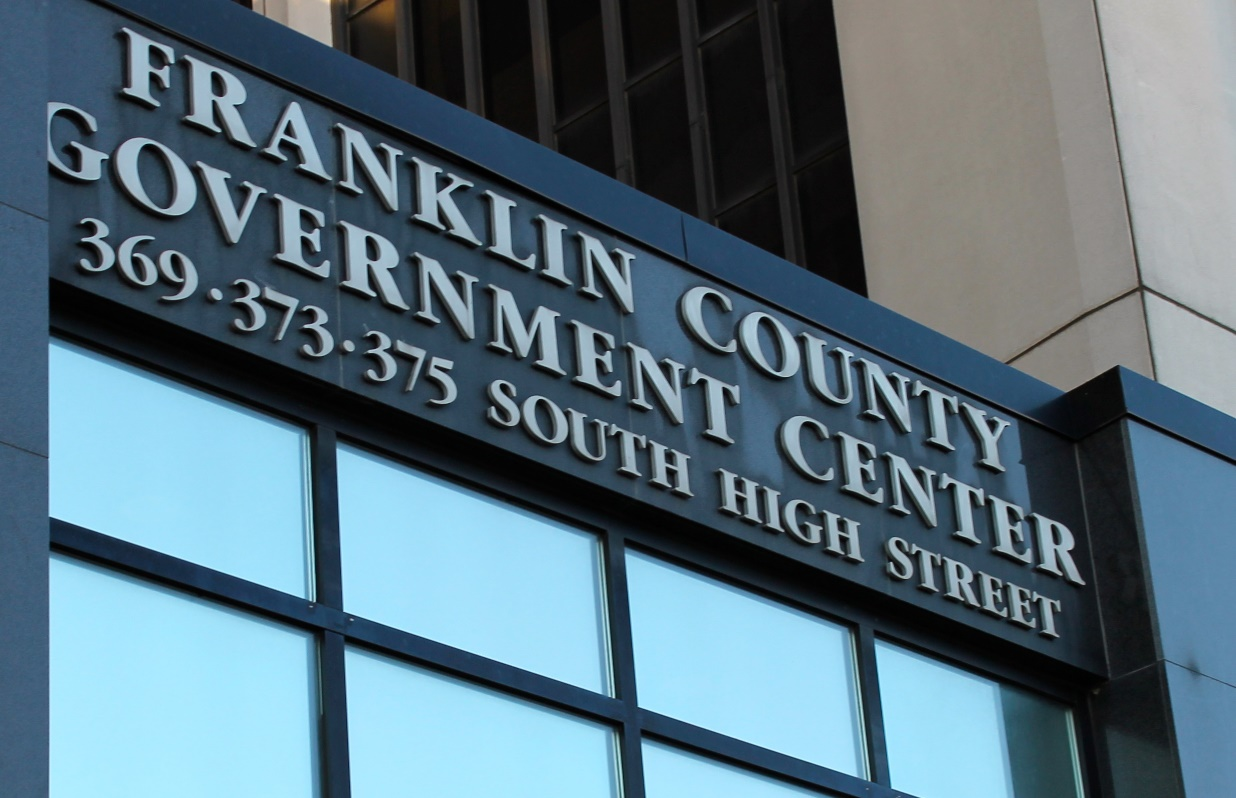 FRANKLIN COUNTY
GOVERNMENT CENTER
369·373·375 SOUTH HIGH STREET